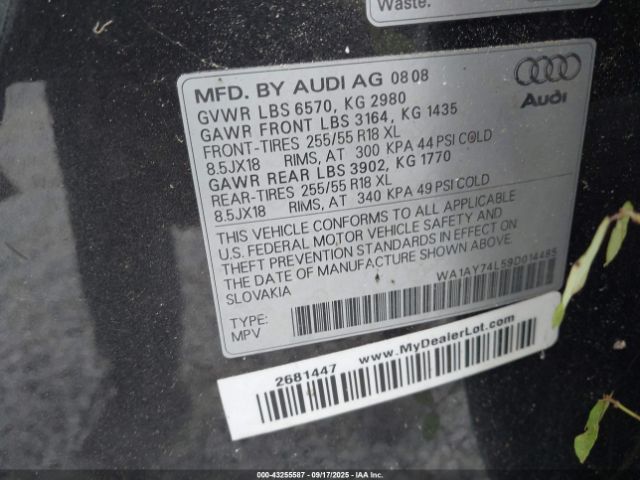 Waste:
MFD. BY AUDI AG 0808
GVWR LBS 6570, KG 2980
GAWR FRONT LBS 3164, KG 1435
FRONT-TIRES 255/55 R18 XL
8.5JX18 RIMS, AT 300 KPA 44 PSI COLD
GAWR REAR LBS 3902, KG 1770
REAR-TIRES 255/55 R18 XL
8.5JX18 RIMS, AT 340 KPA 49 PSI COLD
Audi
THIS VEHICLE CONFORMS TO ALL APPLICABLE
U.S. FEDERAL MOTOR VEHICLE SAFETY AND
THEFT PREVENTION STANDARDS IN EFFECT ON
THE DATE OF MANUFACTURE SHOWN ABOVE.
SLOVAKIA
WA1AY74L59D014485
TYPE:
MPV
2681447 www.MyDealerLot.com
000-43255587 - 09/17/2025 - IAA Inc.